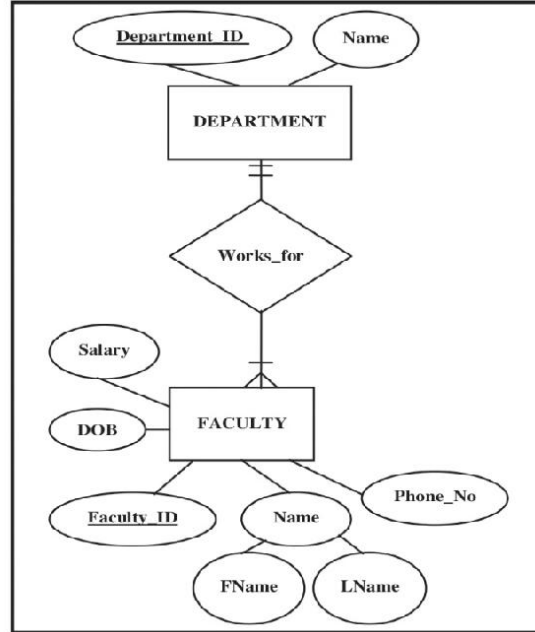 Department_ID
Name
DEPARTMENT
Works_for
Salary
FACULTY
DOB
Phone_No
Faculty_ID
Name
FName
LName